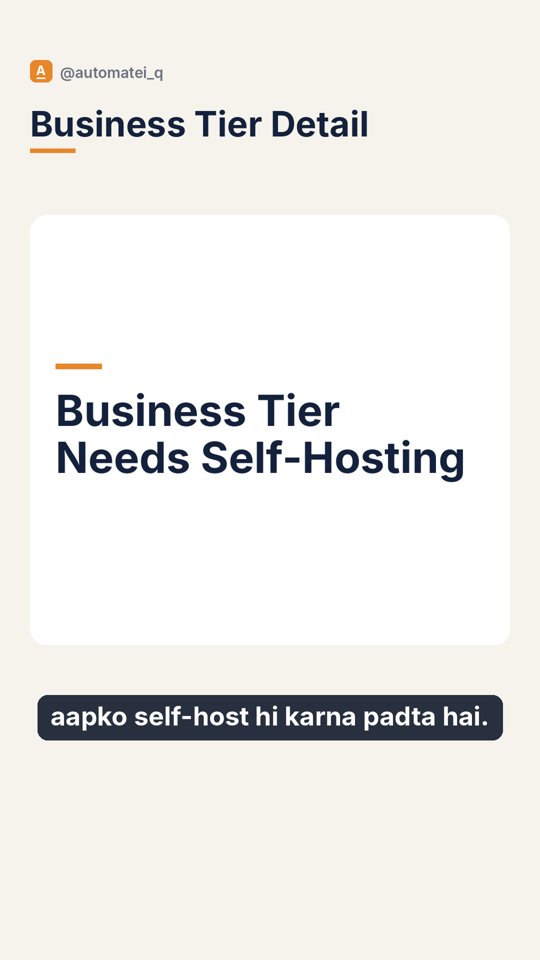 A
@automatei_q
Business Tier Detail
Business Tier
Needs Self-Hosting
aapko self-host hi karna padta hai.